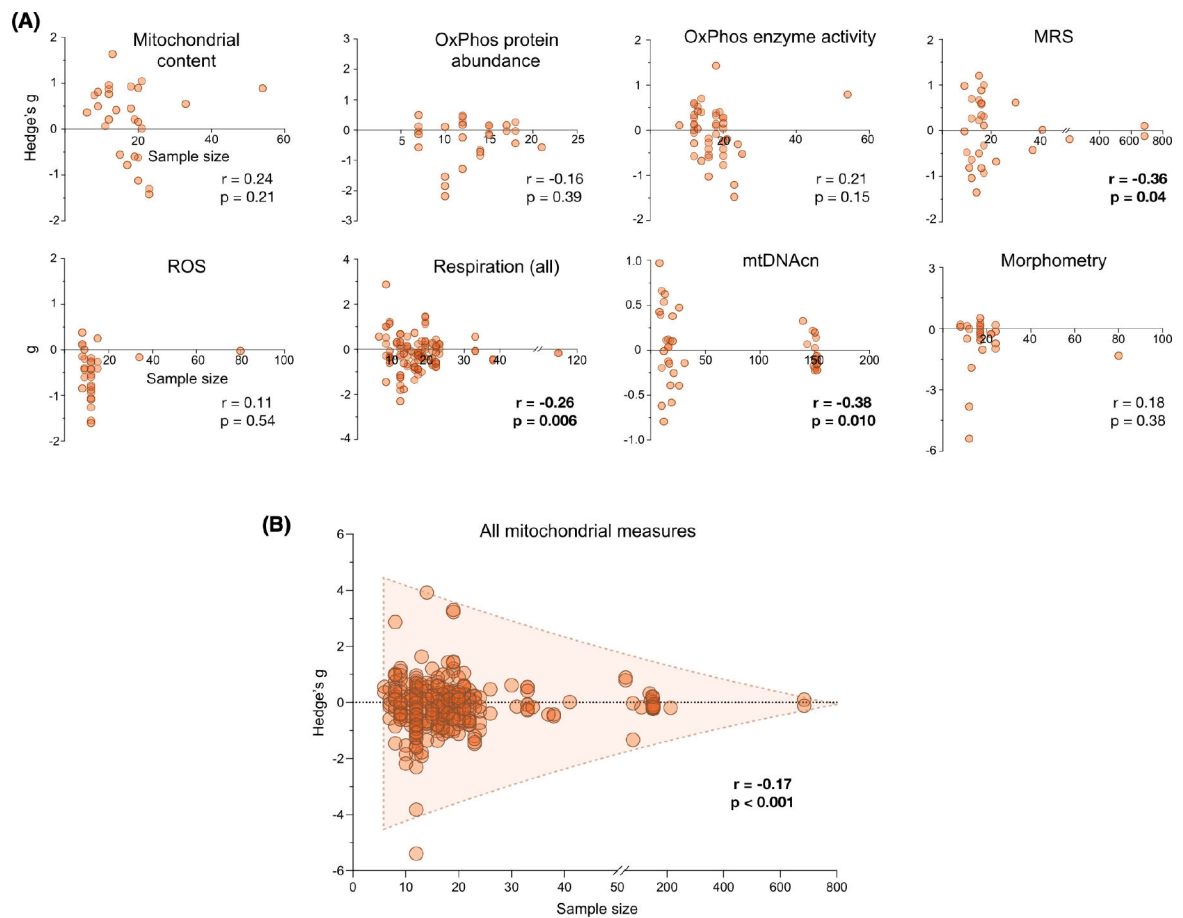 (A)
Mitochondrial
content
Hedge's g
2
1
0
-1
-2
20
40
60
Sample size
r = 0.24
p = 0.21
OxPhos protein
abundance
3
2
1
0
-1
-2
-3
5
10
15
20
25
r = -0.16
p = 0.39
OxPhos enzyme activity
2
1
0
-1
-2
20
40
60
r = 0.21
p = 0.15
MRS
2
1
0
-1
-2
20
40
400
600
800
r = -0.36
p = 0.04
ROS
g
2
1
0
-1
-2
20
40
60
80
100
Sample size
r = 0.11
p = 0.54
Respiration (all)
4
2
0
-2
-4
10
20
30
40
120
r = -0.26
p = 0.006
mtDNAcn
1.0
0.5
0
-0.5
-1.0
50
100
150
200
r = -0.38
p = 0.010
Morphometry
3
0
-3
-6
20
40
60
80
100
r = 0.18
p = 0.38
(B)
All mitochondrial measures
Hedge's g
6
4
2
0
-2
-4
-6
r = -0.17
p < 0.001
0 10 20 30 40 50 200 400 600 800
Sample size